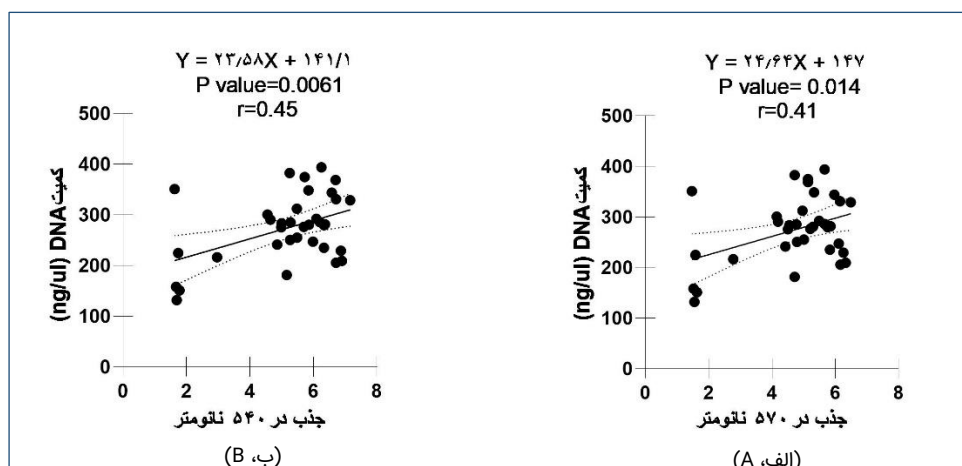 Y = ۲۴٫۶۴X + ۱۴۷
P value= 0.014
r=0.41
500
400
300
200
100
0
کمیت DNA (ng/ul)
0 2 4 6 8
جذب در ۵۷۰ نانومتر
(الف، A)
Y = ۲۳٫۵۸X + ۱۴۱/۱
P value=0.0061
r=0.45
500
400
300
200
100
0
کمیت DNA (ng/ul)
0 2 4 6 8
جذب در ۵۴۰ نانومتر
(ب، B)